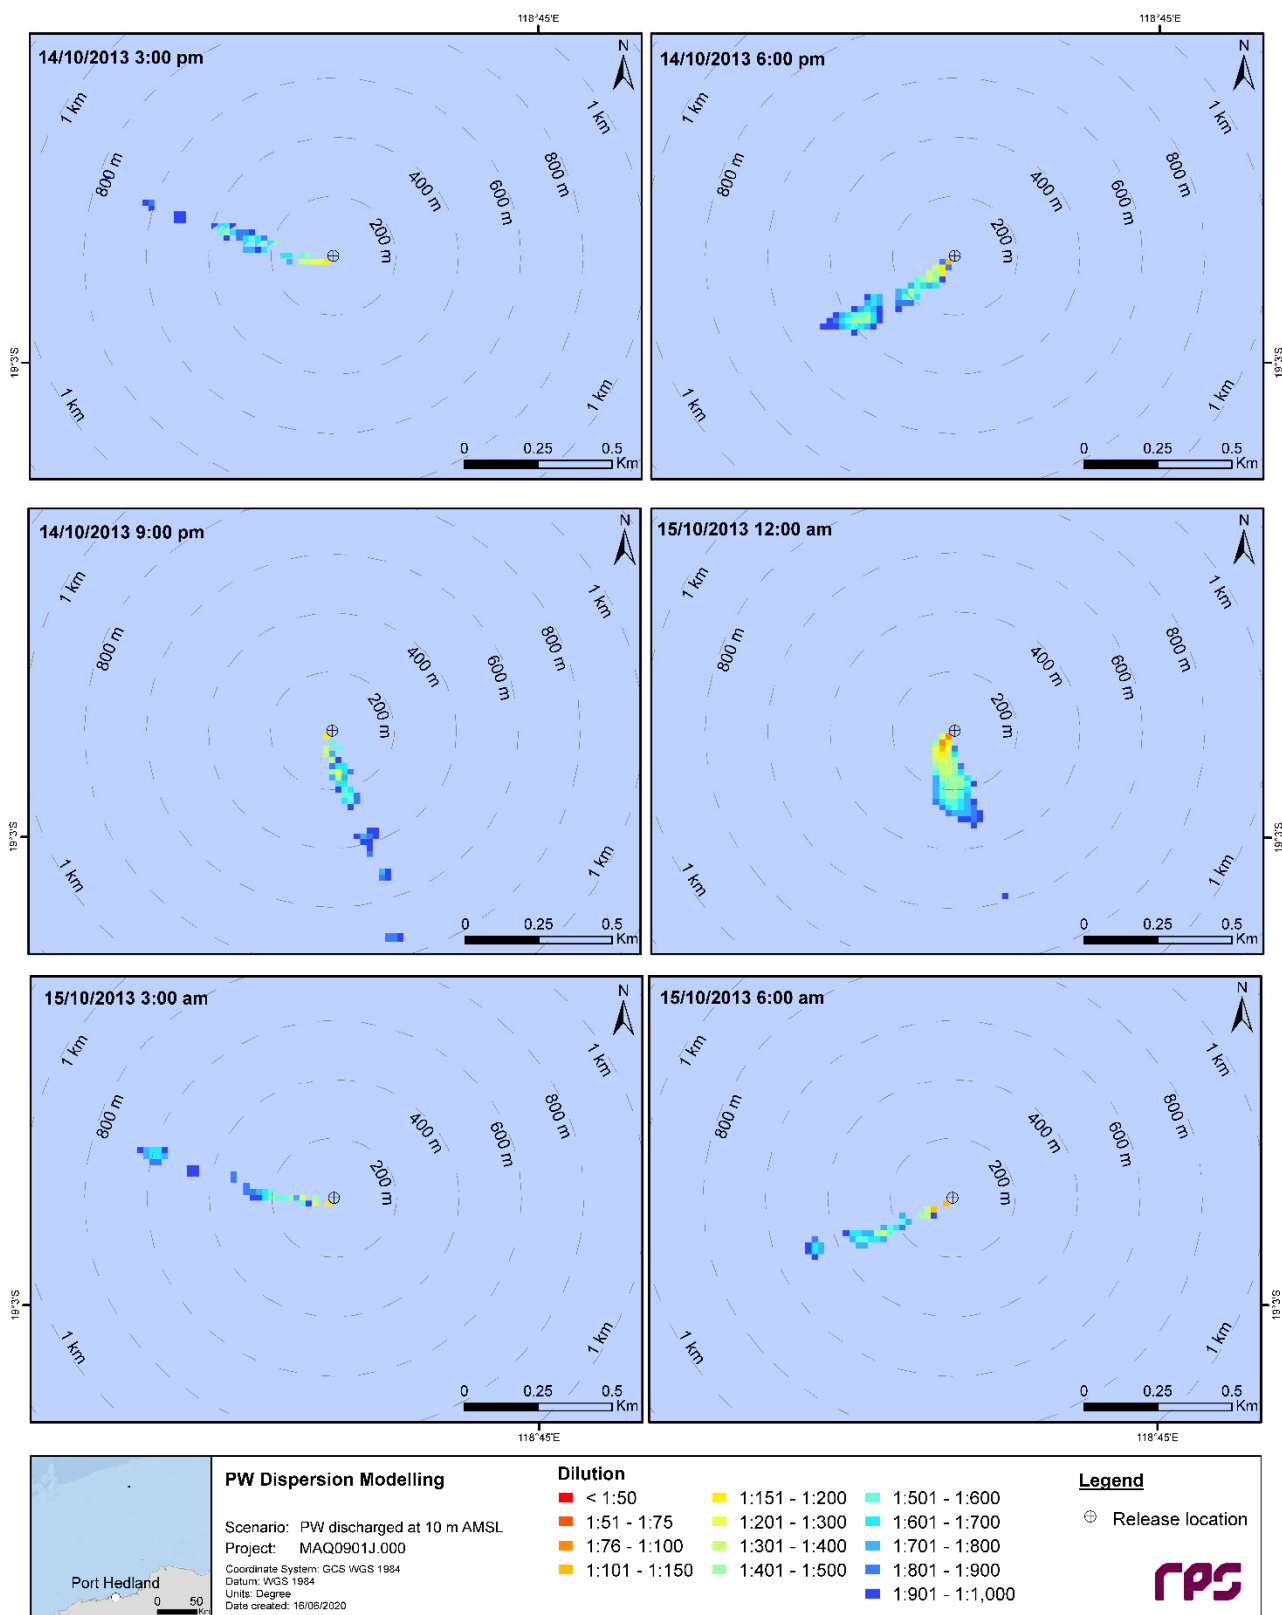 118°45'E
118°45'E
14/10/2013 3:00 pm
N
1 km
1 km
800 m
800 m
600 m
400 m
200 m
1 km
1 km
0 0.25 0.5
Km
19°3'S
14/10/2013 6:00 pm
N
1 km
1 km
800 m
800 m
600 m
400 m
200 m
1 km
1 km
0 0.25 0.5
Km
19°3'S
14/10/2013 9:00 pm
N
1 km
1 km
800 m
800 m
600 m
400 m
200 m
1 km
1 km
0 0.25 0.5
Km
19°3'S
15/10/2013 12:00 am
N
1 km
1 km
800 m
800 m
600 m
400 m
200 m
1 km
1 km
0 0.25 0.5
Km
19°3'S
15/10/2013 3:00 am
N
1 km
1 km
800 m
800 m
600 m
400 m
200 m
1 km
1 km
0 0.25 0.5
Km
19°3'S
15/10/2013 6:00 am
N
1 km
1 km
800 m
800 m
600 m
400 m
200 m
1 km
1 km
0 0.25 0.5
Km
19°3'S
118°45'E
118°45'E
Port Hedland
0 50
Km
PW Dispersion Modelling
Scenario: PW discharged at 10 m AMSL
Project: MAQ0901J.000
Coordinate System: GCS WGS 1984
Datum: WGS 1984
Units: Degree
Date created: 16/06/2020
Dilution
< 1:50
1:51 - 1:75
1:76 - 1:100
1:101 - 1:150
1:151 - 1:200
1:201 - 1:300
1:301 - 1:400
1:401 - 1:500
1:501 - 1:600
1:601 - 1:700
1:701 - 1:800
1:801 - 1:900
1:901 - 1:1,000
Legend
Release location
rps